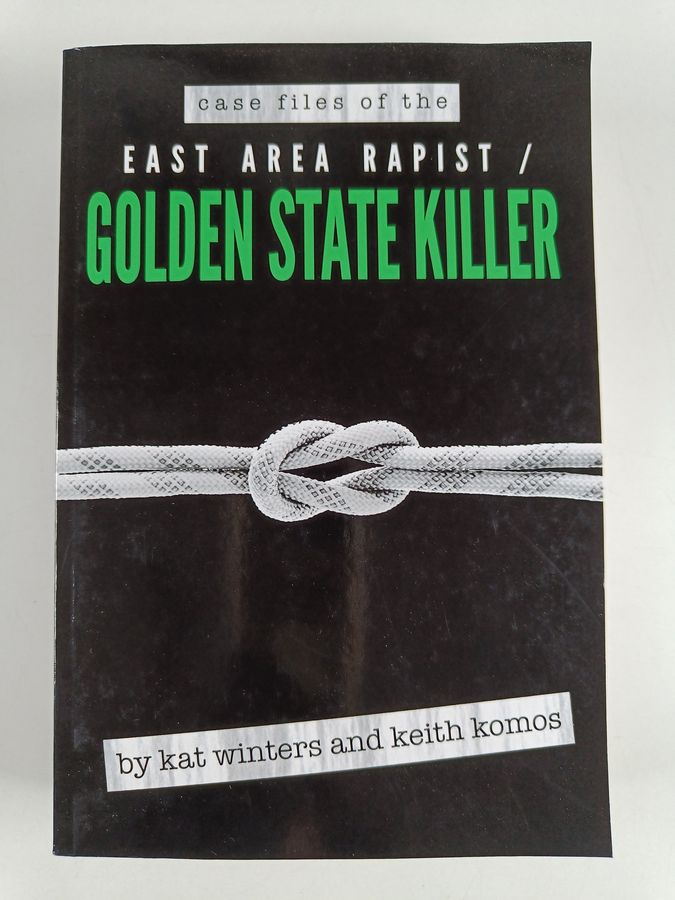 case files of the
EAST AREA RAPIST /
GOLDEN STATE KILLER
by kat winters and keith komos